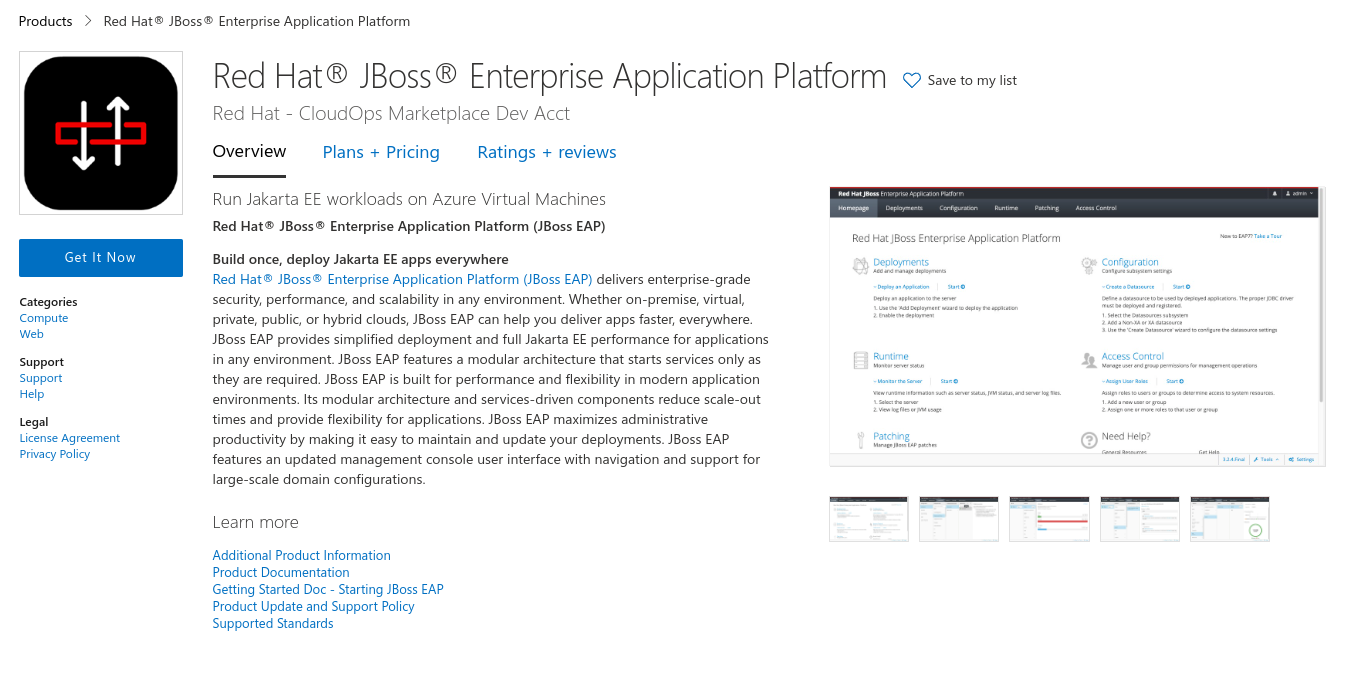 Products > Red Hat® JBoss® Enterprise Application Platform
Red Hat® JBoss® Enterprise Application Platform
Save to my list
Red Hat - CloudOps Marketplace Dev Acct
Overview Plans + Pricing Ratings + reviews
Get It Now
Categories
Compute
Web
Support
Support
Help
Legal
License Agreement
Privacy Policy
Run Jakarta EE workloads on Azure Virtual Machines
Red Hat® JBoss® Enterprise Application Platform (JBoss EAP)
Build once, deploy Jakarta EE apps everywhere
Red Hat® JBoss® Enterprise Application Platform (JBoss EAP) delivers enterprise-grade
security, performance, and scalability in any environment. Whether on-premise, virtual,
private, public, or hybrid clouds, JBoss EAP can help you deliver apps faster, everywhere.
JBoss EAP provides simplified deployment and full Jakarta EE performance for applications
in any environment. JBoss EAP features a modular architecture that starts services only as
they are required. JBoss EAP is built for performance and flexibility in modern application
environments. Its modular architecture and services-driven components reduce scale-out
times and provide flexibility for applications. JBoss EAP maximizes administrative
productivity by making it easy to maintain and update your deployments. JBoss EAP
features an updated management console user interface with navigation and support for
large-scale domain configurations.
Learn more
Additional Product Information
Product Documentation
Getting Started Doc - Starting JBoss EAP
Product Update and Support Policy
Supported Standards
Red Hat JBoss Enterprise Application Platform
admin
Homepage Deployments Configuration Runtime Patching Access Control
Red Hat JBoss Enterprise Application Platform
New to EAP? Take a Tour
Deployments
Add and manage deployments
Deploy an Application Start
Deploy an application to the server
1. Use the 'Add Deployment' wizard to deploy the application
2. Enable the deployment
Configuration
Configure subsystem settings
Create a Datasource Start
Define a datasource to be used by deployed applications. The proper JDBC driver
must be deployed and registered.
1. Select the Datasources subsystem
2. Add a Non-XA or XA datasource
3. Use the 'Create Datasource' wizard to configure the datasource settings
Runtime
Monitor server status
Monitor the Server Start
View runtime information such as server status, JVM status, and server log files.
1. Select the server
2. View log files or JVM usage
Access Control
Manage user and group permissions for management operations
Assign User Roles Start
Assign roles to users or groups to determine access to system resources.
1. Add a new user or group
2. Assign one or more roles to that user or group
Patching
Manage JBoss EAP patches
Need Help?
General Resources Get Help
3.2.4.Final Tools Settings